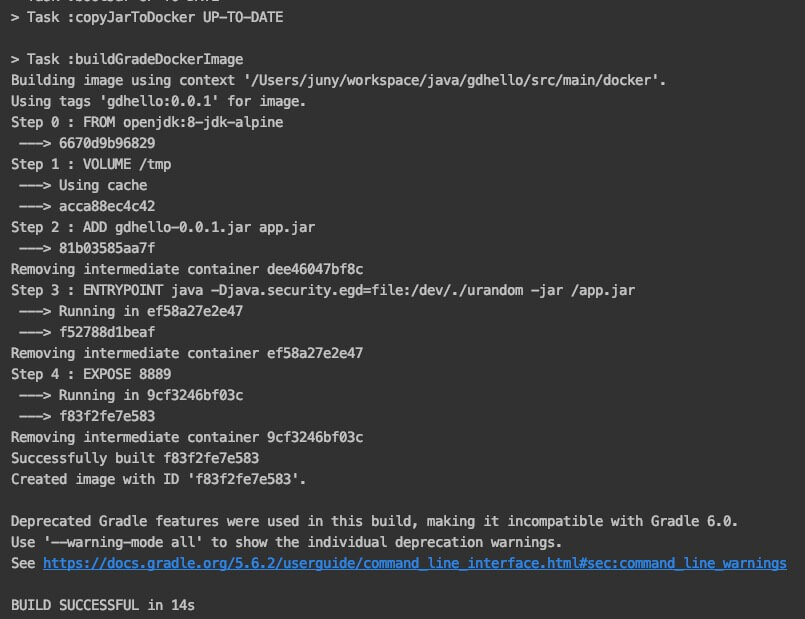 > Task :copyJarToDocker UP-TO-DATE
> Task :buildGradeDockerImage
Building image using context '/Users/juny/workspace/java/gdhello/src/main/docker'.
Using tags 'gdhello:0.0.1' for image.
Step 0 : FROM openjdk:8-jdk-alpine
---> 6670d9b96829
Step 1 : VOLUME /tmp
---> Using cache
---> acca88ec4c42
Step 2 : ADD gdhello-0.0.1.jar app.jar
---> 81b03585aa7f
Removing intermediate container dee46047bf8c
Step 3 : ENTRYPOINT java -Djava.security.egd=file:/dev/./urandom -jar /app.jar
---> Running in ef58a27e2e47
---> f52788d1beaf
Removing intermediate container ef58a27e2e47
Step 4 : EXPOSE 8889
---> Running in 9cf3246bf03c
---> f83f2fe7e583
Removing intermediate container 9cf3246bf03c
Successfully built f83f2fe7e583
Created image with ID 'f83f2fe7e583'.
Deprecated Gradle features were used in this build, making it incompatible with Gradle 6.0.
Use '--warning-mode all' to show the individual deprecation warnings.
See https://docs.gradle.org/5.6.2/userguide/command_line_interface.html#sec:command_line_warnings
BUILD SUCCESSFUL in 14s